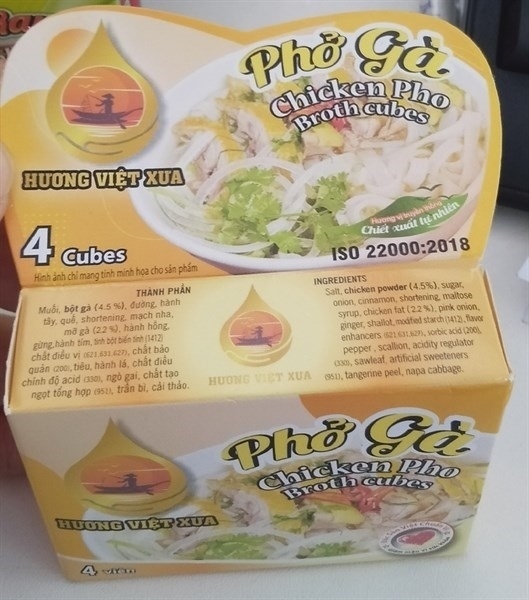 Phở Gà
Chicken Pho
Broth cubes
HƯƠNG VIỆT XƯA
Hương vị truyền thống
Chiết xuất tự nhiên
4 Cubes
ISO 22000:2018
Hình ảnh chỉ mang tính minh họa cho sản phẩm
THÀNH PHẦN
Muối, bột gà (4.5 %), đường, hành
tây, quế, shortening, mạch nha,
mỡ gà (2.2 %), hành hồng,
gừng, hành tím, tinh bột biến tính (1412)
chất điều vị (621.631.627), chất bảo
quản (200), tiêu, hành lá, chất điều
chỉnh độ acid (330), ngò gai, chất tạo
ngọt tổng hợp (951), trần bì, cải thảo.
HƯƠNG VIỆT XƯA
INGREDIENTS
Salt, chicken powder (4.5%), sugar,
onion, cinnamon, shortening, maltose
syrup, chicken fat (2.2%), pink onion,
ginger, shallot, modified starch (1412), flavor
enhancers (621.631.627), sorbic acid (200),
pepper, scallion, acidity regulator
(330), sawleaf, artificial sweeteners
(951), tangerine peel, napa cabbage.
Phở Gà
Chicken Pho
Broth cubes
HƯƠNG VIỆT XƯA
4 viên